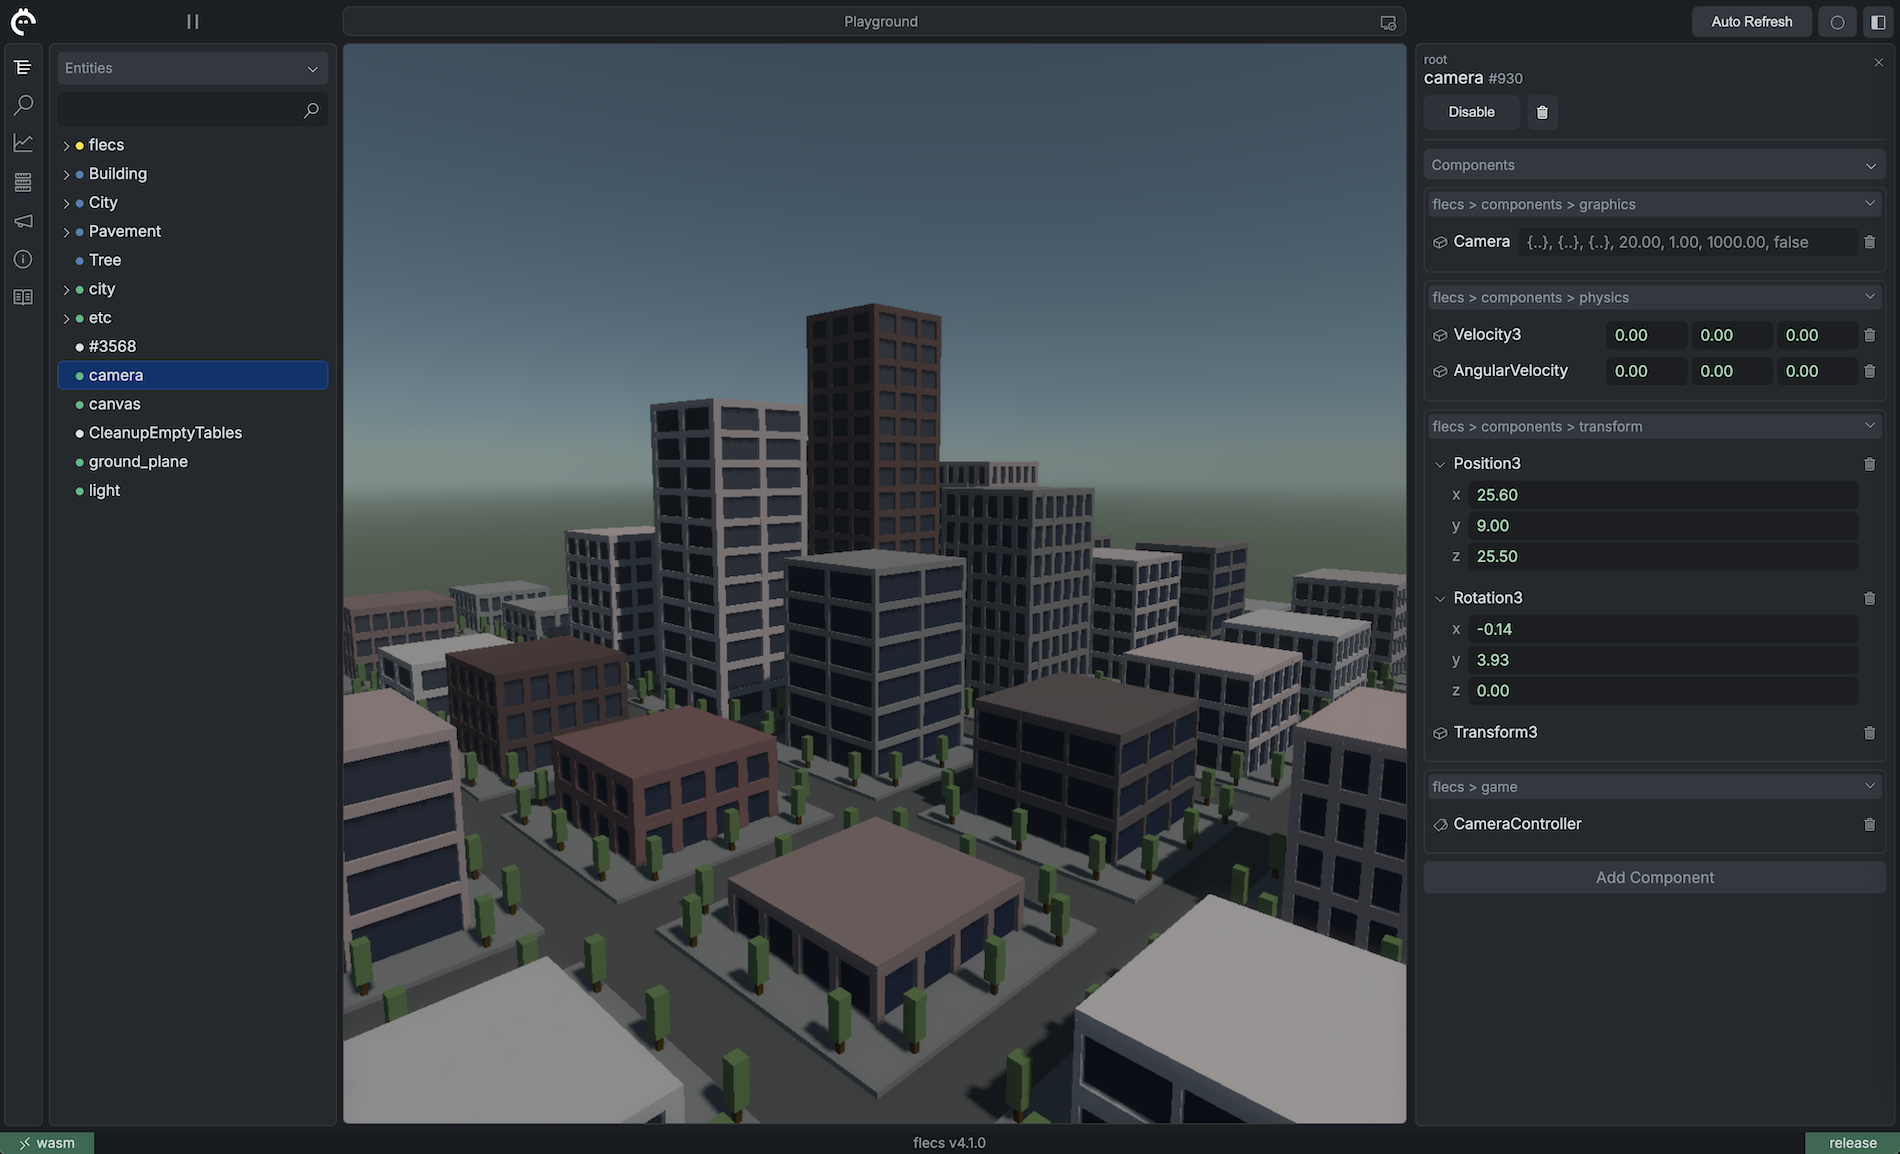 Playground
Auto Refresh
Entities
flecs
Building
City
Pavement
Tree
city
etc
#3568
camera
canvas
CleanupEmptyTables
ground_plane
light
root
camera #930
Disable
Components
flecs > components > graphics
Camera {..}, {..}, {..}, 20.00, 1.00, 1000.00, false
flecs > components > physics
Velocity3 0.00 0.00 0.00
AngularVelocity 0.00 0.00 0.00
flecs > components > transform
Position3
x 25.60
y 9.00
z 25.50
Rotation3
x -0.14
y 3.93
z 0.00
Transform3
flecs > game
CameraController
Add Component
wasm
flecs v4.1.0
release